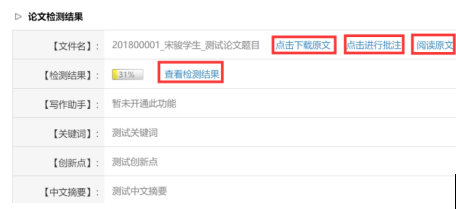 ▷ 论文检测结果
【文件名】: 201800001_宋骏学生_测试论文题目 点击下载原文 点击进行批注 阅读原文
【检测结果】: 31% 查看检测结果
【写作助手】: 暂未开通此功能
【关键词】: 测试关键词
【创新点】: 测试创新点
【中文摘要】: 测试中文摘要